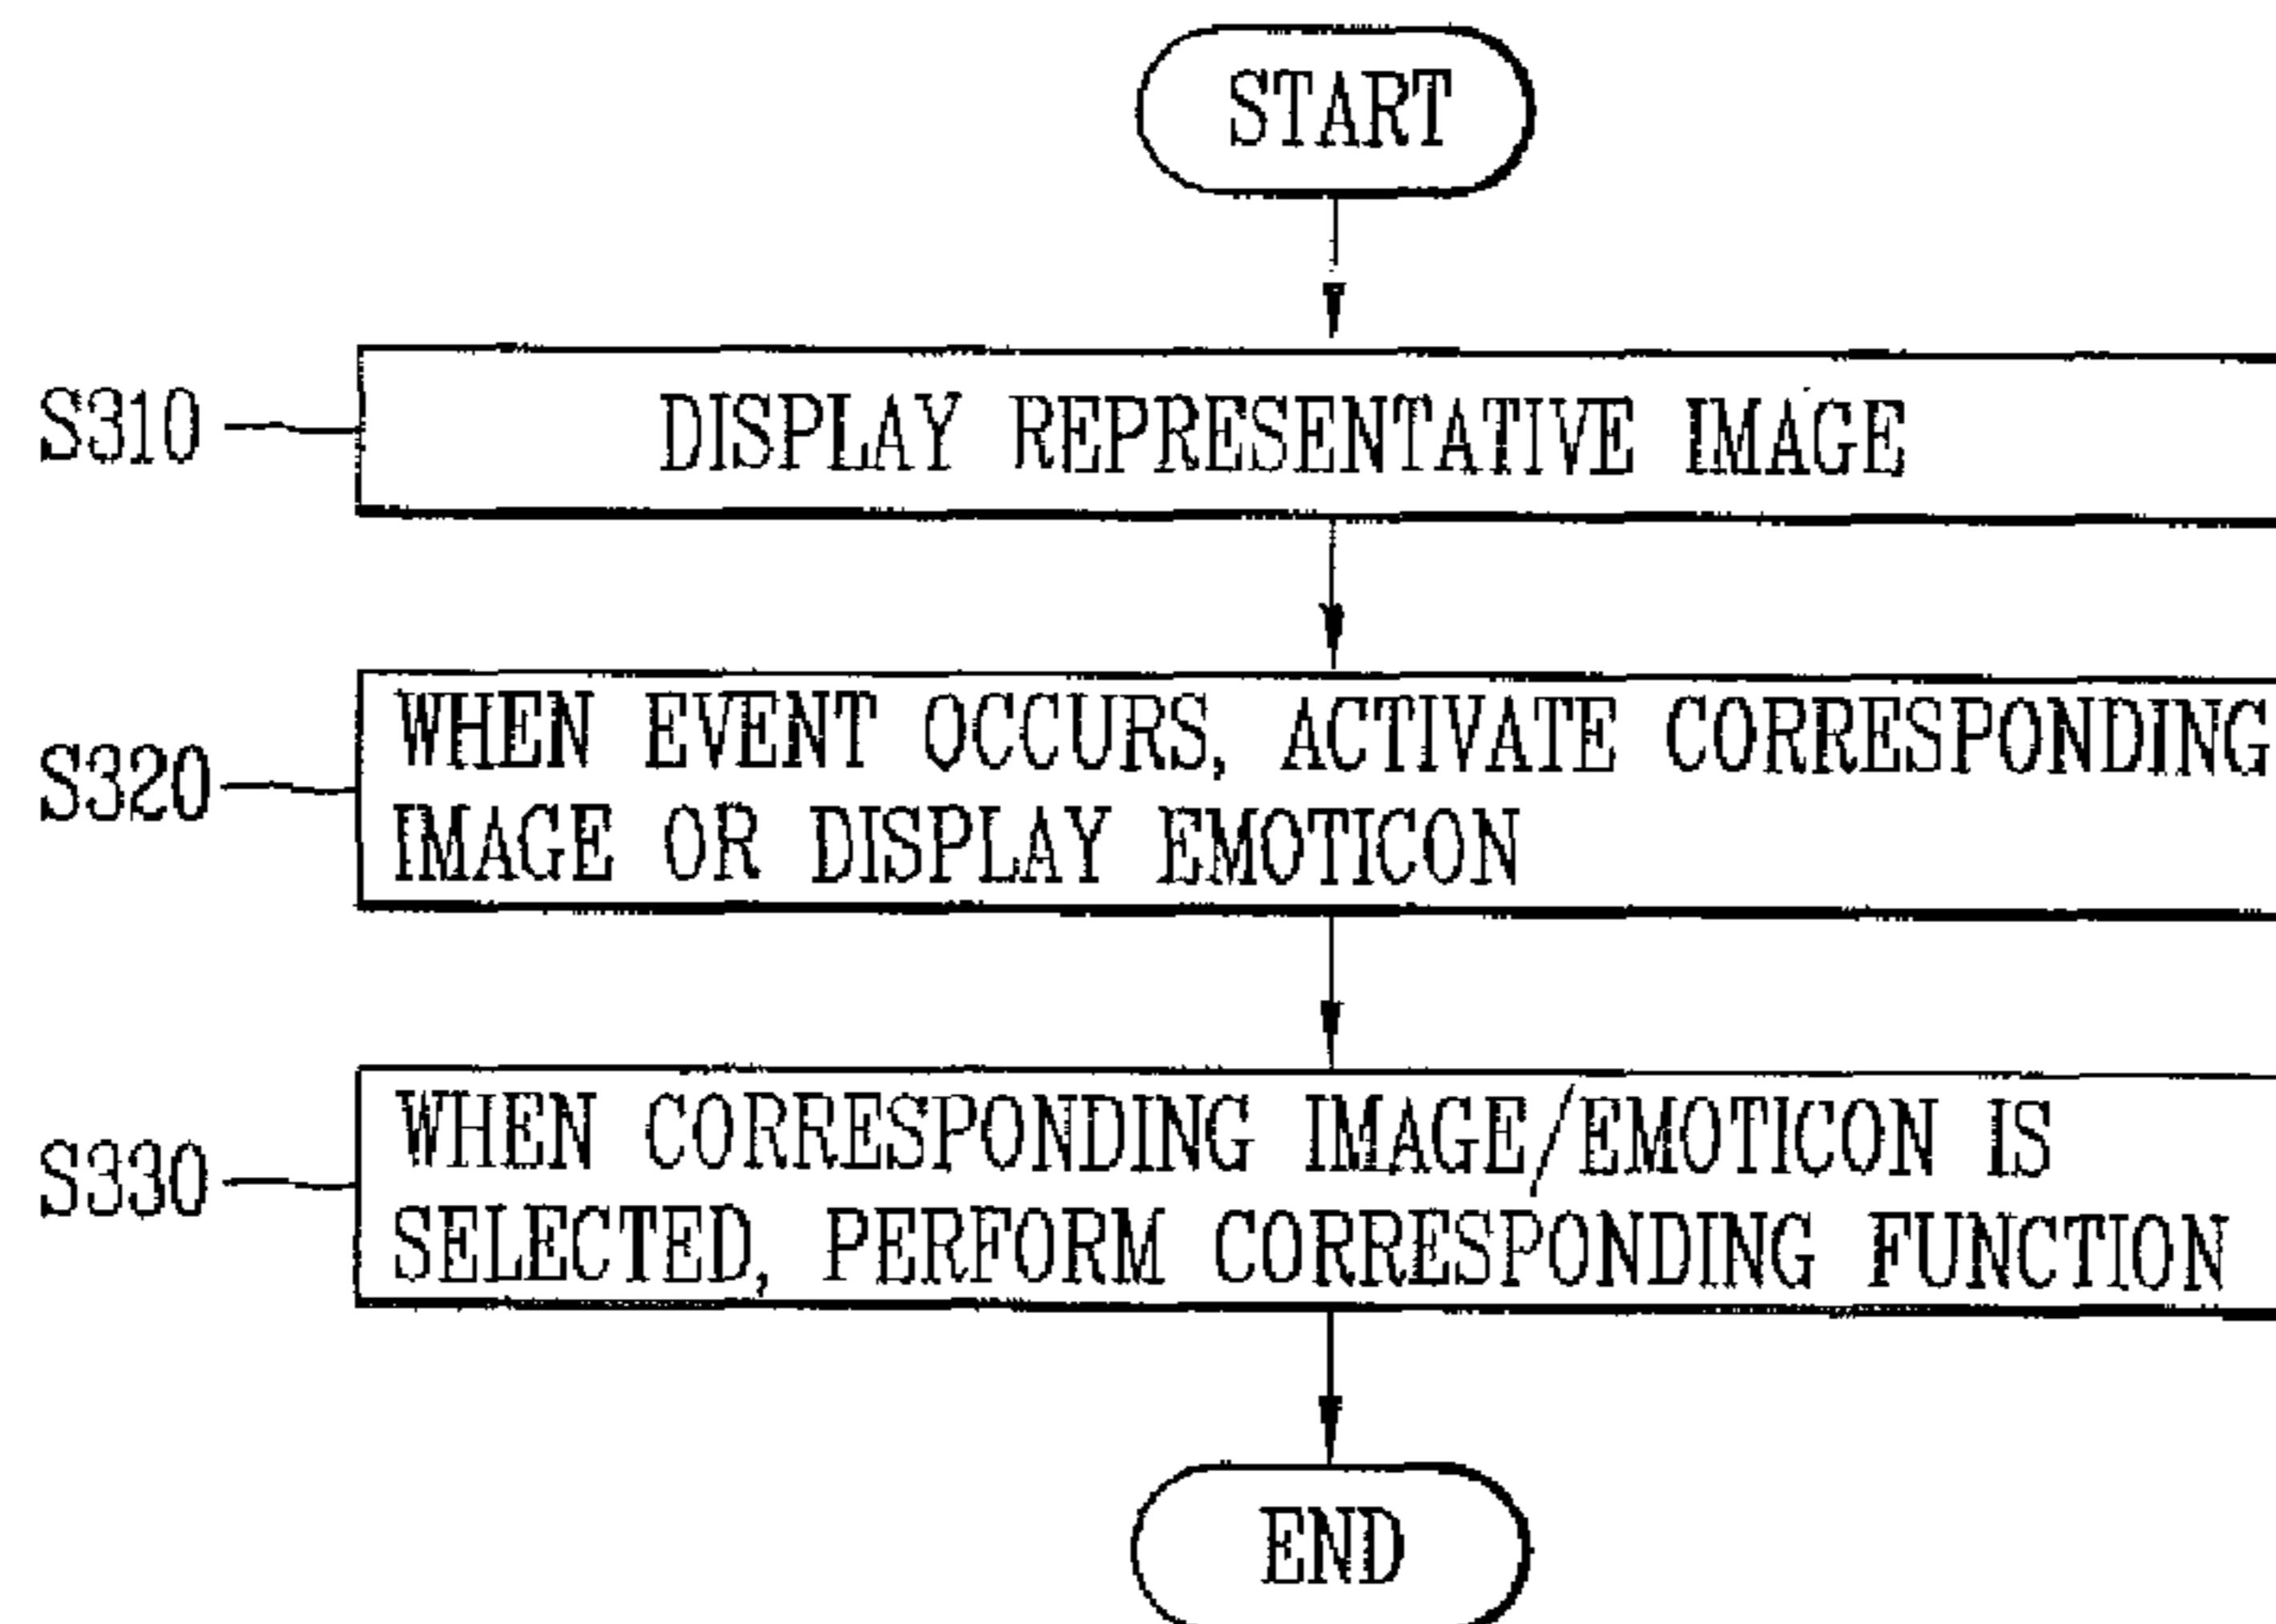 START
S310
DISPLAY REPRESENTATIVE IMAGE
S320
WHEN EVENT OCCURS, ACTIVATE CORRESPONDING
IMAGE OR DISPLAY EMOTICON
S330
WHEN CORRESPONDING IMAGE/EMOTICON IS
SELECTED, PERFORM CORRESPONDING FUNCTION
END